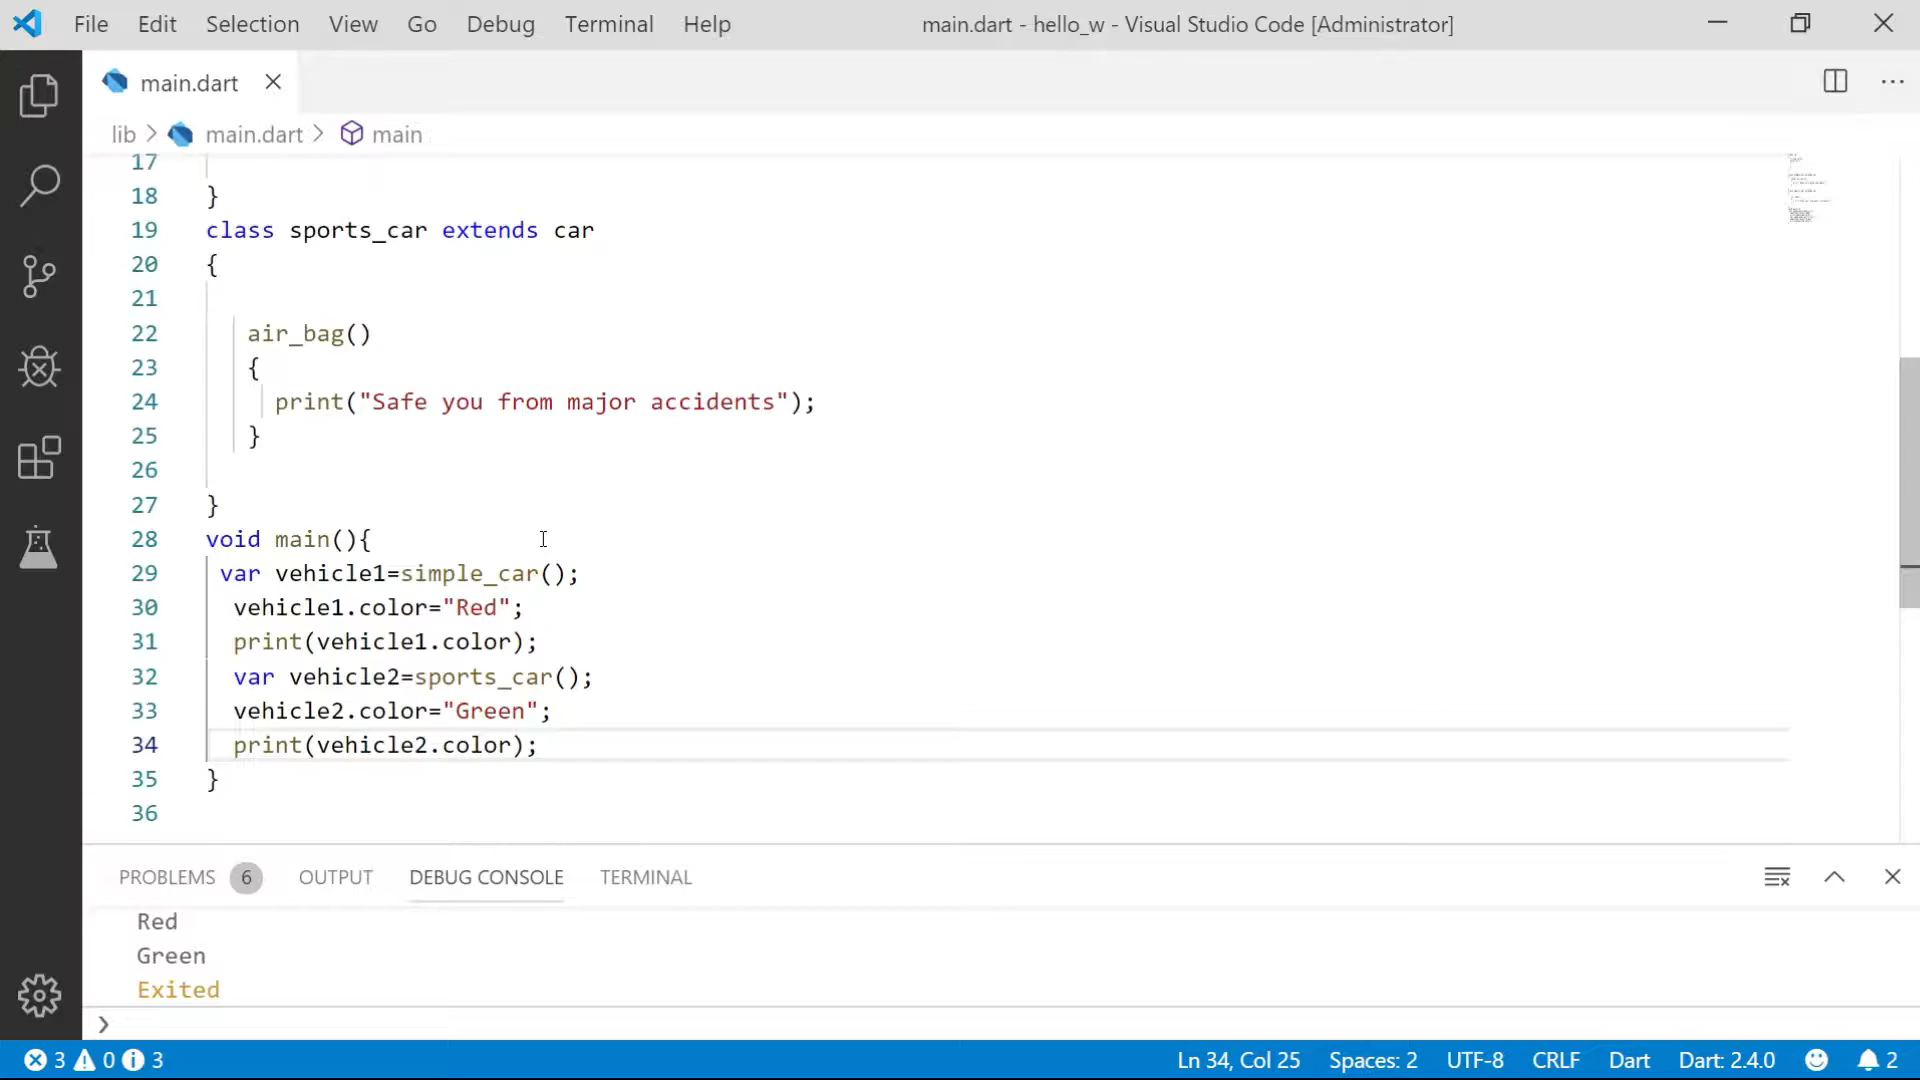 File Edit Selection View Go Debug Terminal Help main.dart - hello_w - Visual Studio Code [Administrator]
main.dart
lib > main.dart > main
17
18 }
19 class sports_car extends car
20 {
21
22 air_bag()
23 {
24 print("Safe you from major accidents");
25 }
26
27 }
28 void main(){
29 var vehicle1=simple_car();
30 vehicle1.color="Red";
31 print(vehicle1.color);
32 var vehicle2=sports_car();
33 vehicle2.color="Green";
34 print(vehicle2.color);
35 }
36
PROBLEMS 6 OUTPUT DEBUG CONSOLE TERMINAL
Red
Green
Exited
3 0 3 Ln 34, Col 25 Spaces: 2 UTF-8 CRLF Dart Dart: 2.4.0 2